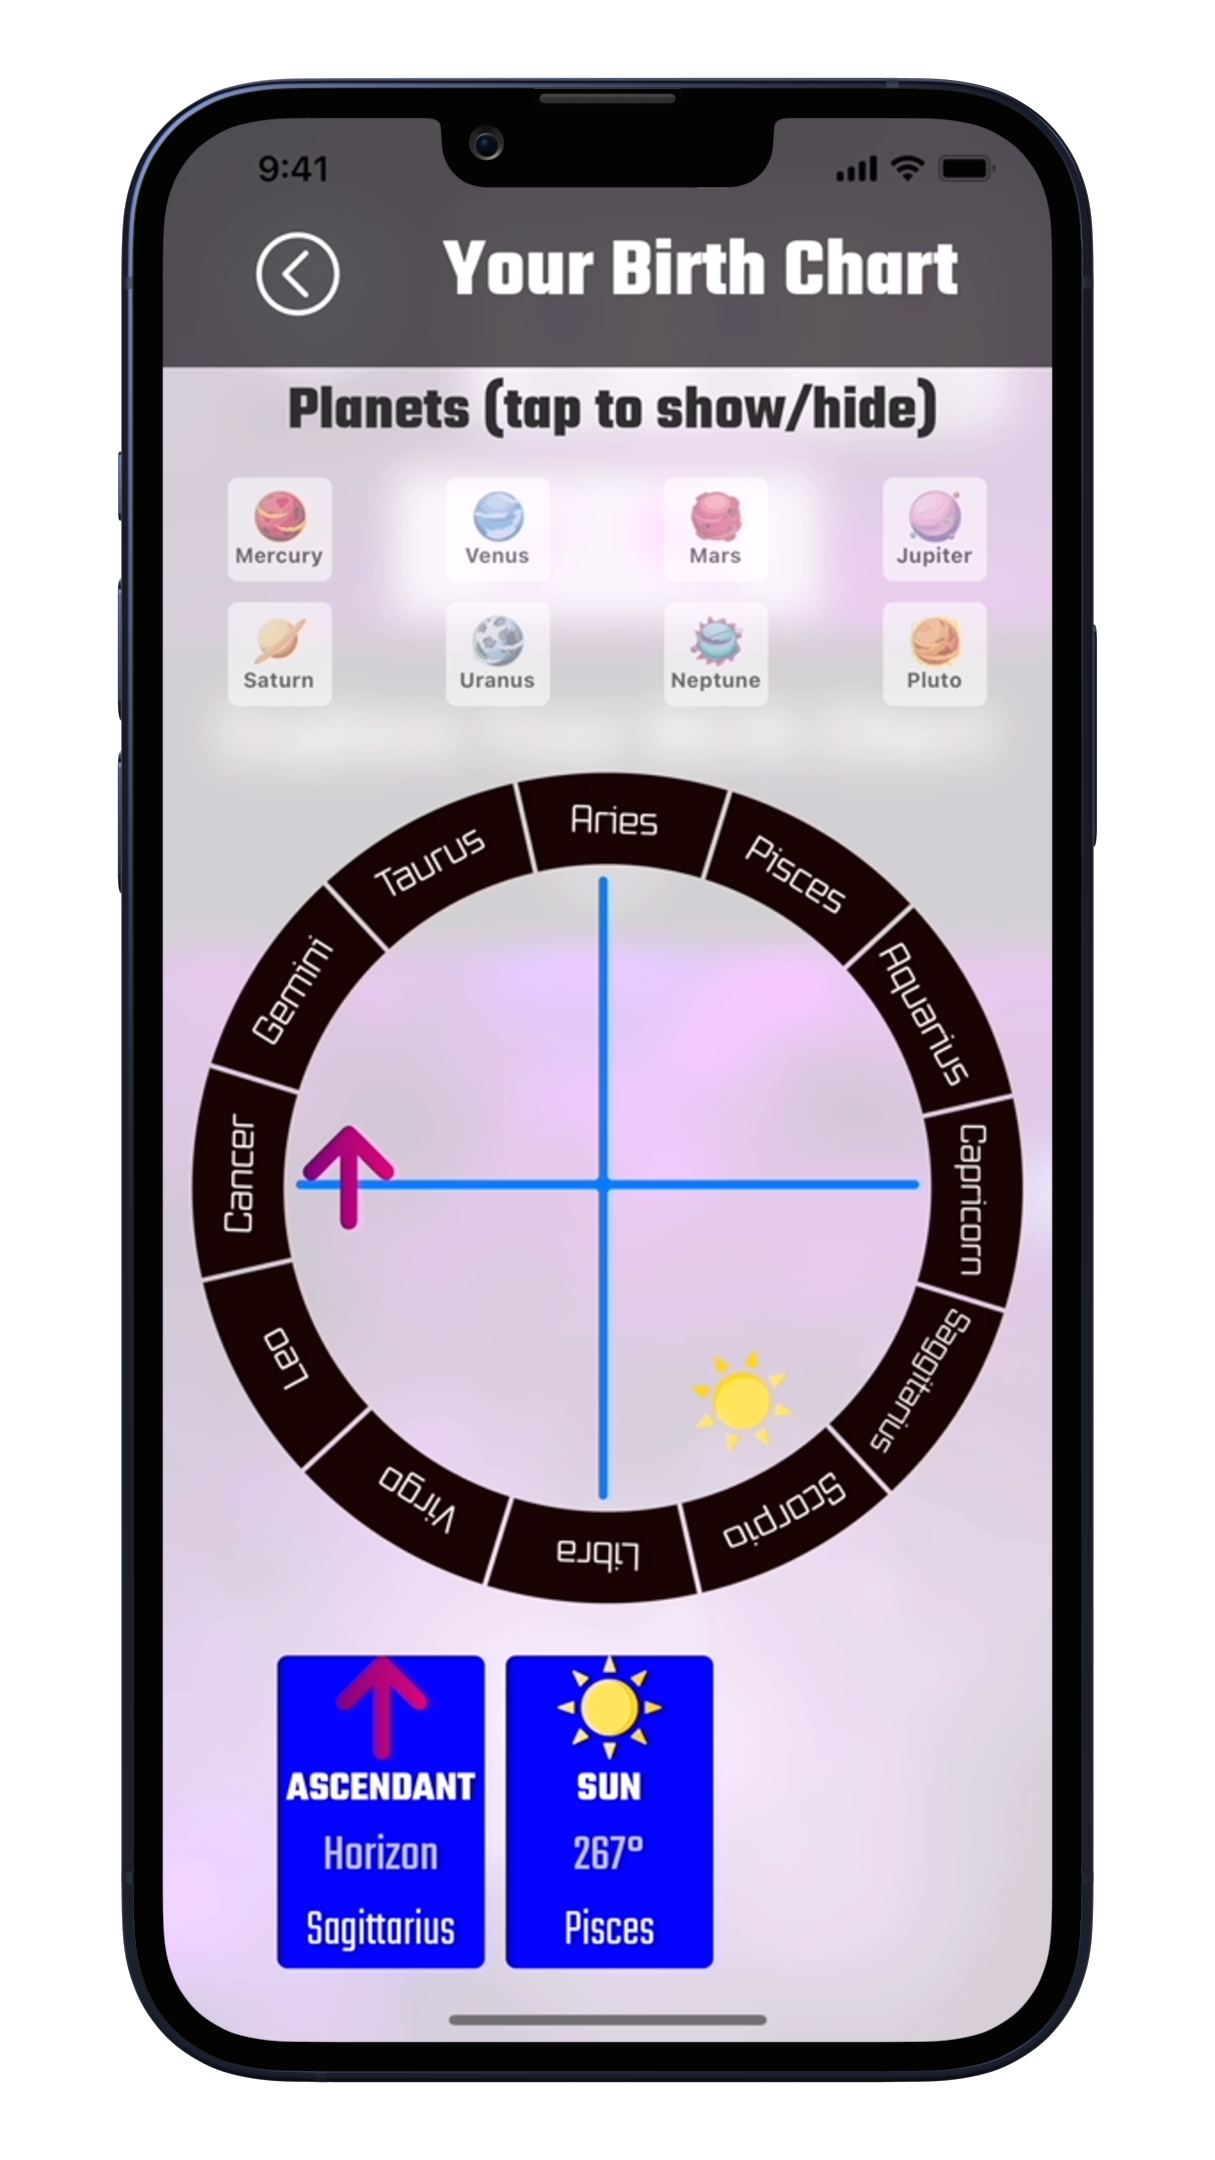 9:41
Your Birth Chart
Planets (tap to show/hide)
Mercury
Venus
Mars
Jupiter
Saturn
Uranus
Neptune
Pluto
Aries
Pisces
Aquarius
Capricorn
Saggitarius
Scorpio
Libra
Virgo
Leo
Cancer
Gemini
Taurus
ASCENDANT
Horizon
Sagittarius
SUN
267°
Pisces